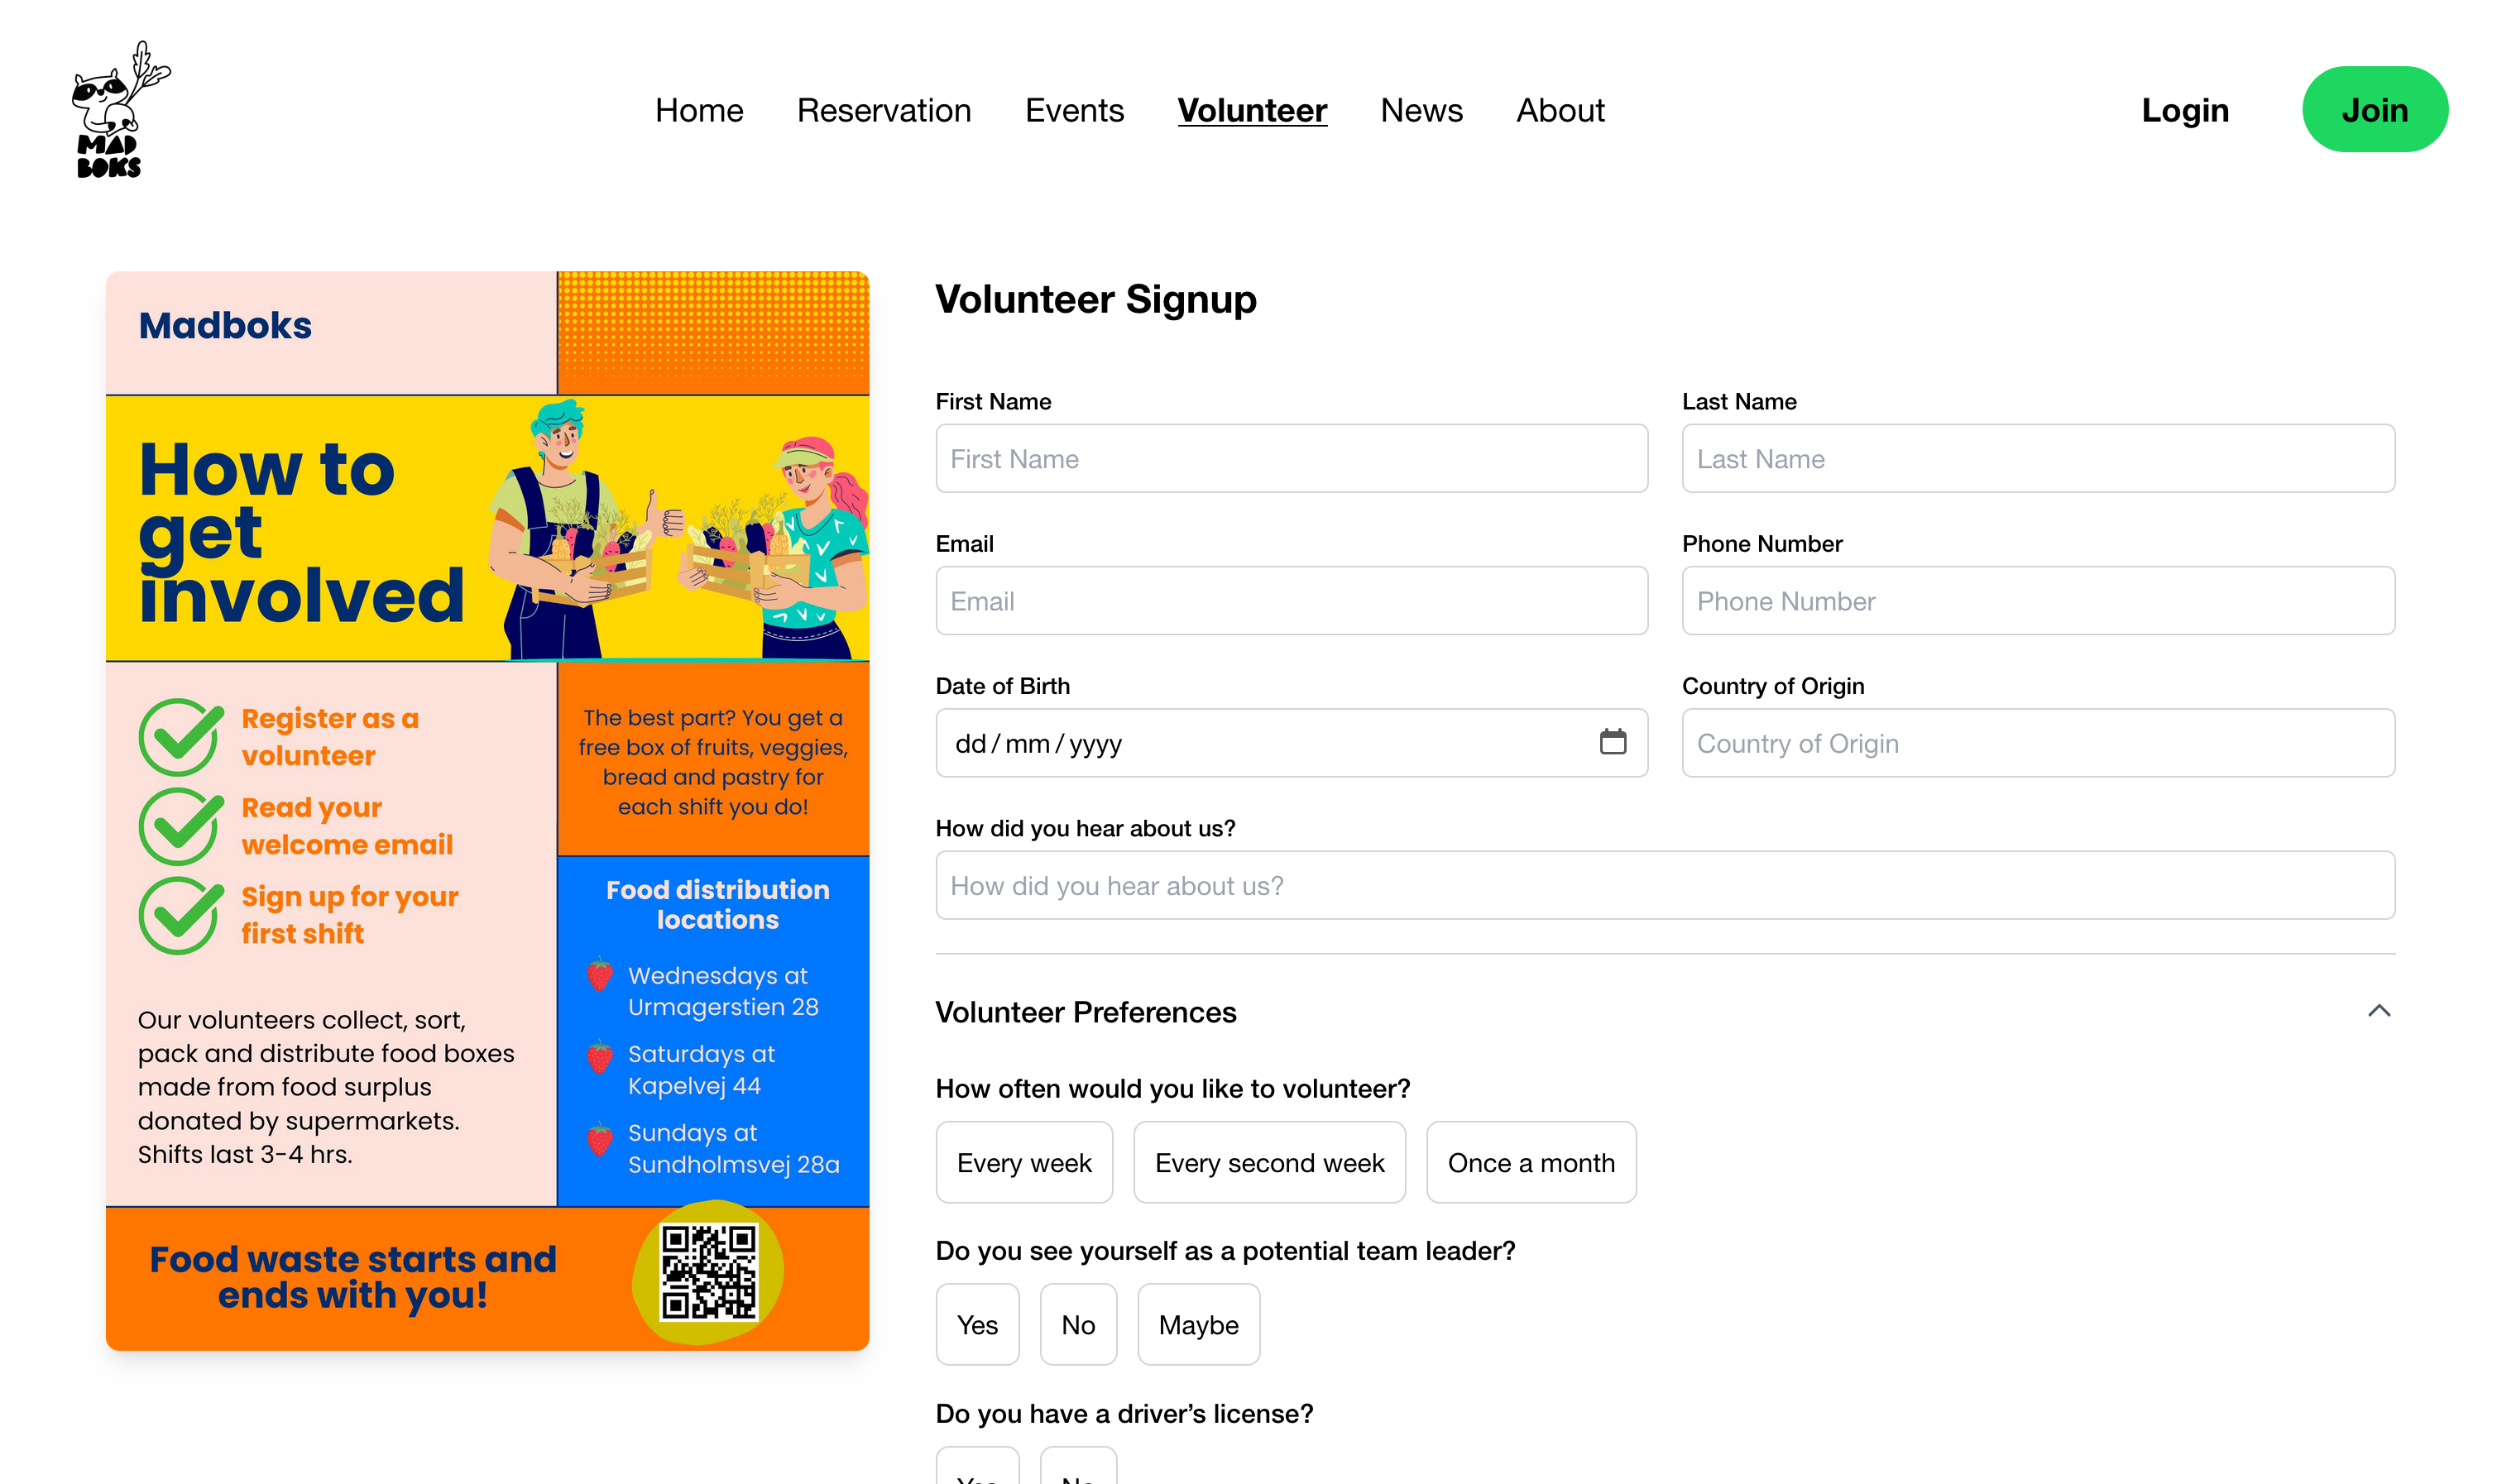 MAD
BOKS
Home
Reservation
Events
Volunteer
News
About
Login
Join
Madboks
How to
get
involved
Register as a
volunteer
Read your
welcome email
Sign up for your
first shift
Our volunteers collect, sort,
pack and distribute food boxes
made from food surplus
donated by supermarkets.
Shifts last 3-4 hrs.
The best part? You get a
free box of fruits, veggies,
bread and pastry for
each shift you do!
Food distribution
locations
Wednesdays at
Urmagerstien 28
Saturdays at
Kapelvej 44
Sundays at
Sundholmsvej 28a
Food waste starts and
ends with you!
Volunteer Signup
First Name
First Name
Last Name
Last Name
Email
Email
Phone Number
Phone Number
Date of Birth
dd/mm/yyyy
Country of Origin
Country of Origin
How did you hear about us?
How did you hear about us?
Volunteer Preferences
How often would you like to volunteer?
Every week
Every second week
Once a month
Do you see yourself as a potential team leader?
Yes
No
Maybe
Do you have a driver’s license?
Yes
No